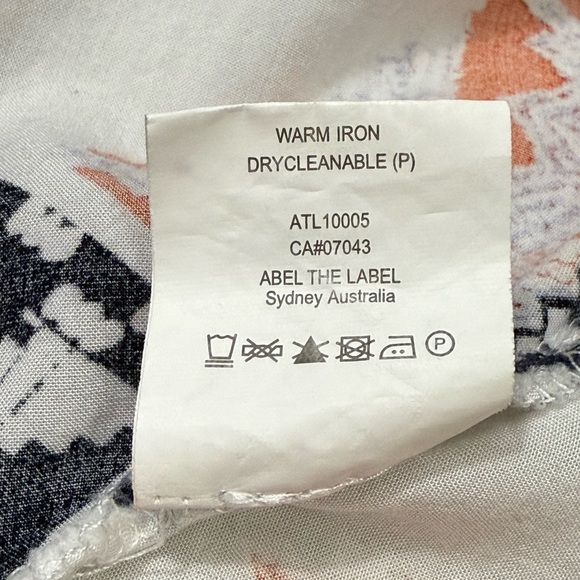 WARM IRON
DRYCLEANABLE (P)
ATL10005
CA#07043
ABEL THE LABEL
Sydney Australia
P